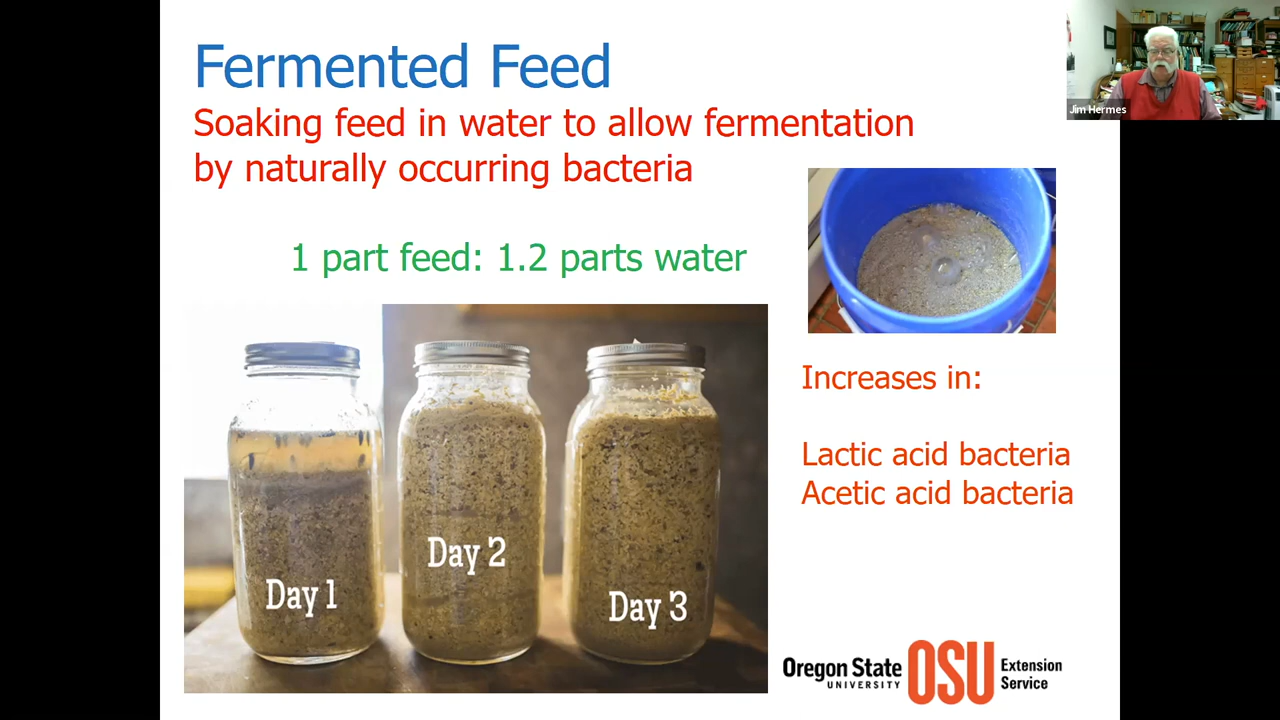 Fermented Feed
Soaking feed in water to allow fermentation
by naturally occurring bacteria
1 part feed: 1.2 parts water
Day 1
Day 2
Day 3
Increases in:
Lactic acid bacteria
Acetic acid bacteria
Oregon State
UNIVERSITY
OSU
Extension
Service
Jim Hermes